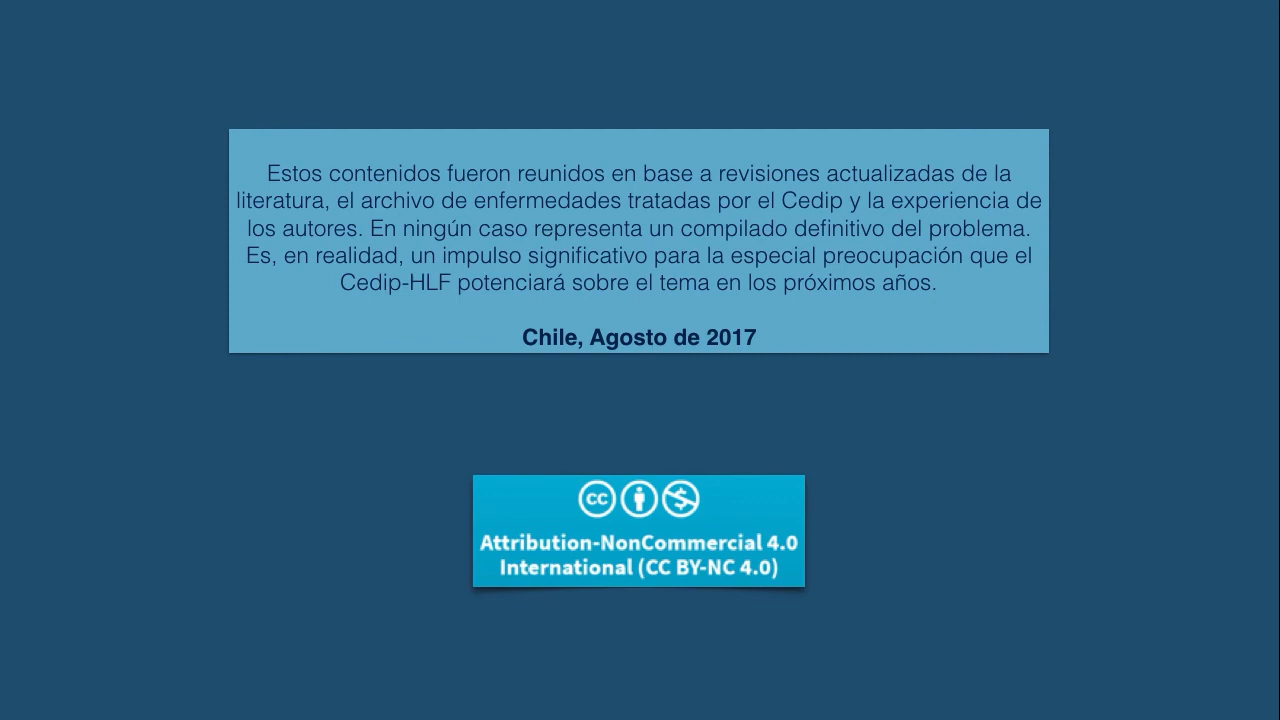 Estos contenidos fueron reunidos en base a revisiones actualizadas de la
literatura, el archivo de enfermedades tratadas por el Cedip y la experiencia de
los autores. En ningún caso representa un compilado definitivo del problema.
Es, en realidad, un impulso significativo para la especial preocupación que el
Cedip-HLF potenciará sobre el tema en los próximos años.
Chile, Agosto de 2017
cc
Attribution-NonCommercial 4.0
International (CC BY-NC 4.0)